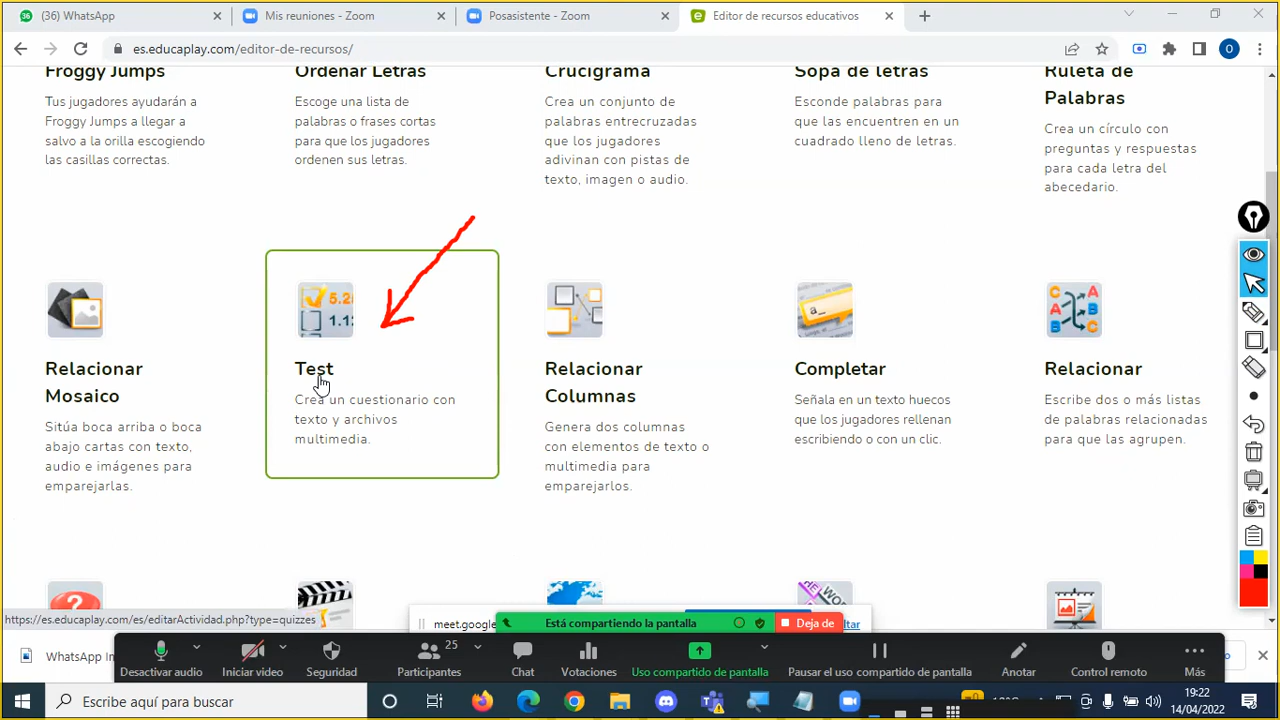 (36) WhatsApp
Mis reuniones - Zoom
Posasistente - Zoom
Editor de recursos educativos
es.educaplay.com/editor-de-recursos/
O
Froggy Jumps
Tus jugadores ayudarán a
Froggy Jumps a llegar a
salvo a la orilla escogiendo
las casillas correctas.
Ordenar Letras
Escoge una lista de
palabras o frases cortas
para que los jugadores
ordenen sus letras.
Crucigrama
Crea un conjunto de
palabras entrecruzadas
que los jugadores
adivinan con pistas de
texto, imagen o audio.
Sopa de letras
Esconde palabras para
que las encuentren en un
cuadrado lleno de letras.
Ruleta de
Palabras
Crea un círculo con
preguntas y respuestas
para cada letra del
abecedario.
Relacionar
Mosaico
Sitúa boca arriba o boca
abajo cartas con texto,
audio e imágenes para
emparejarlas.
Test
Crea un cuestionario con
texto y archivos
multimedia.
Relacionar
Columnas
Genera dos columnas
con elementos de texto o
multimedia para
emparejarlos.
Completar
Señala en un texto huecos
que los jugadores rellenan
escribiendo o con un clic.
Relacionar
Escribe dos o más listas
de palabras relacionadas
para que las agrupen.
https://es.educaplay.com/es/editarActividad.php?type=quizzes
meet.google
Está compartiendo la pantalla
Deja de
WhatsApp
Desactivar audio
Iniciar video
Seguridad
25
Participantes
Chat
Votaciones
Uso compartido de pantalla
Pausar el uso compartido de pantalla
Anotar
Control remoto
Más
Escribe aquí para buscar
19:22
14/04/2022